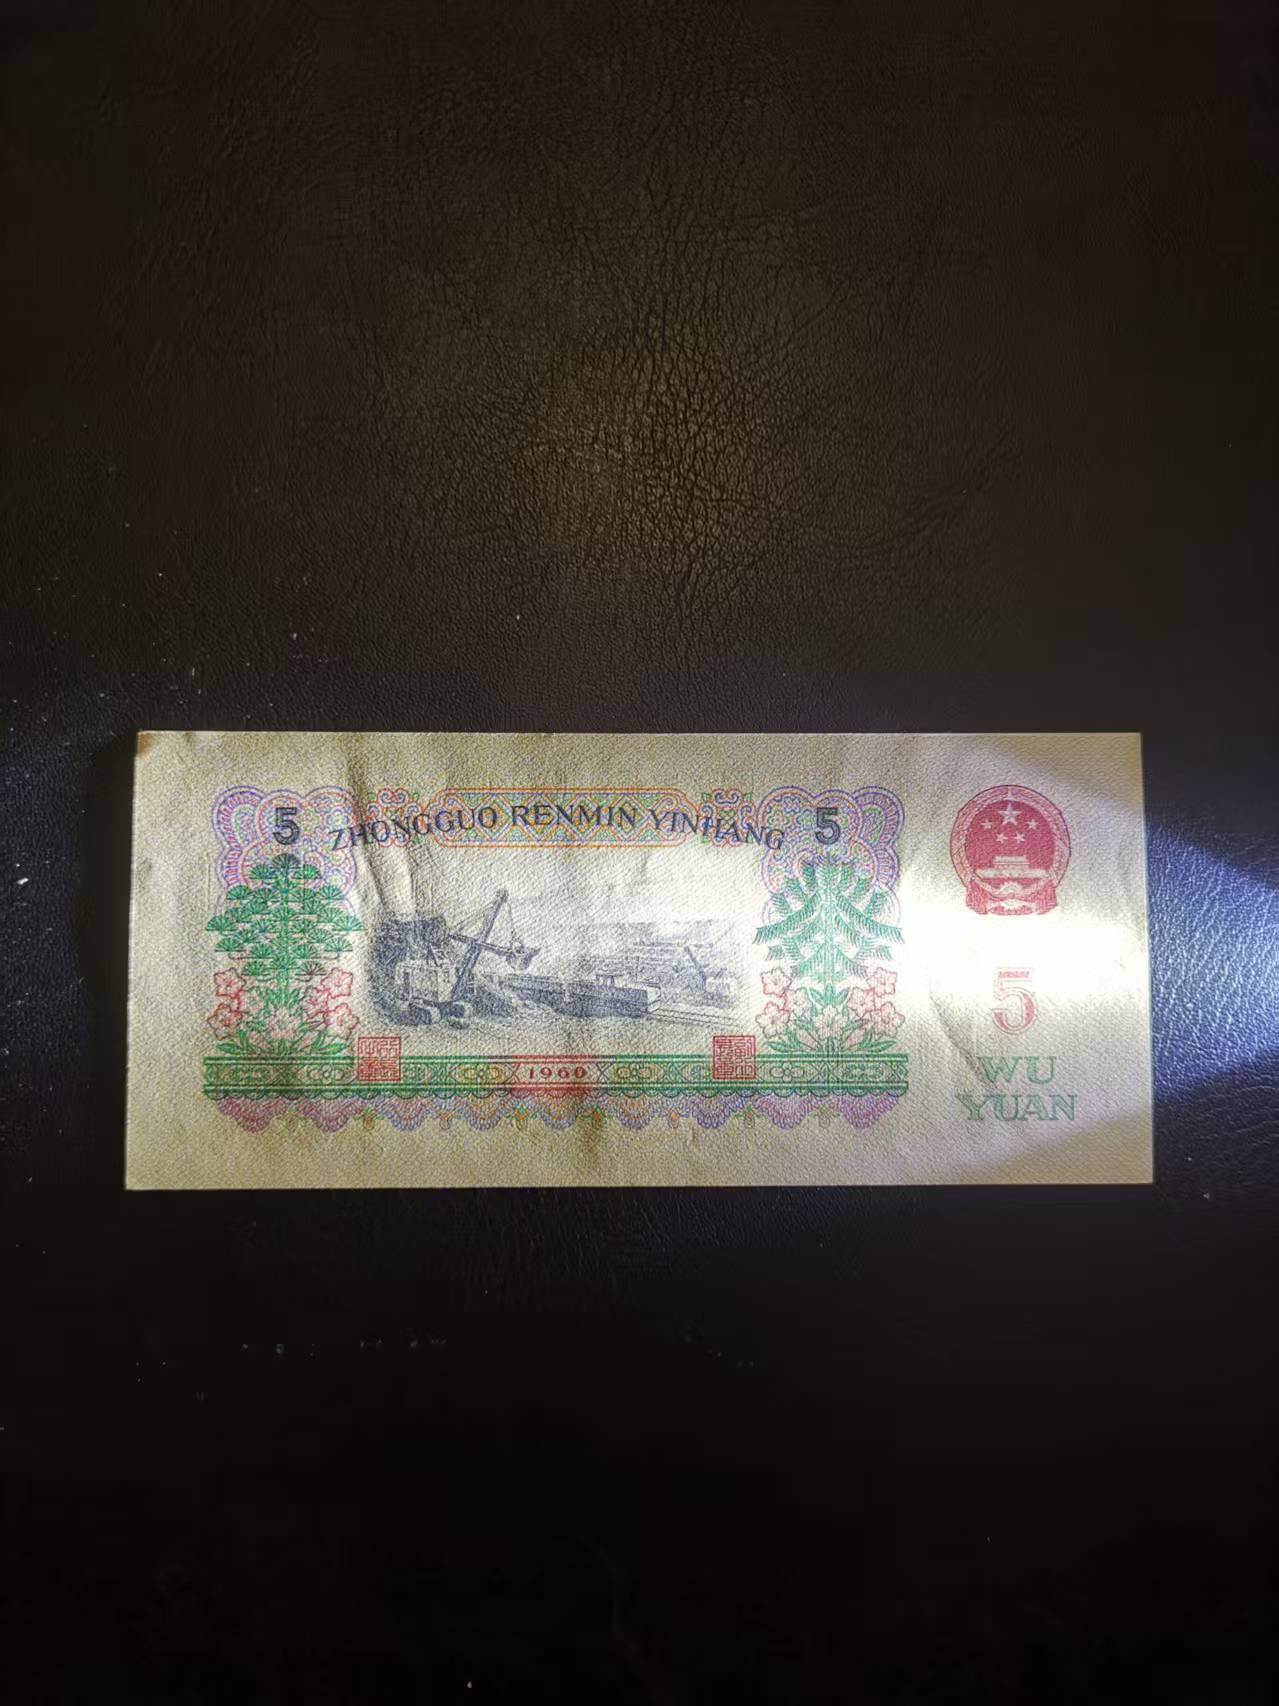 5 ZHONGGUO RENMIN YINHANG 5
1960
5
WU
YUAN